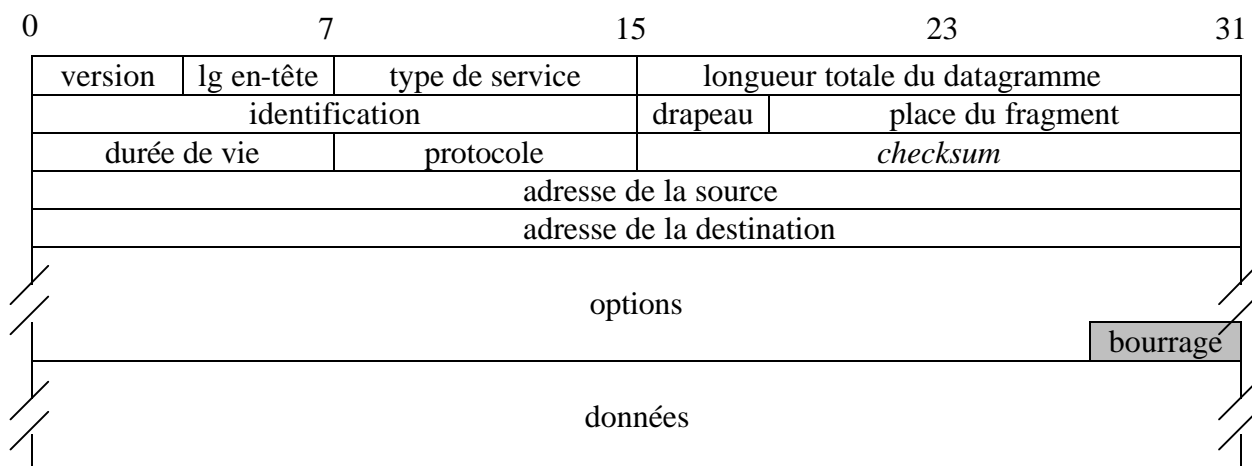 0 7 15 23 31
version lg en-tête type de service longueur totale du datagramme
identification drapeau place du fragment
durée de vie protocole checksum
adresse de la source
adresse de la destination
options
bourrage
données